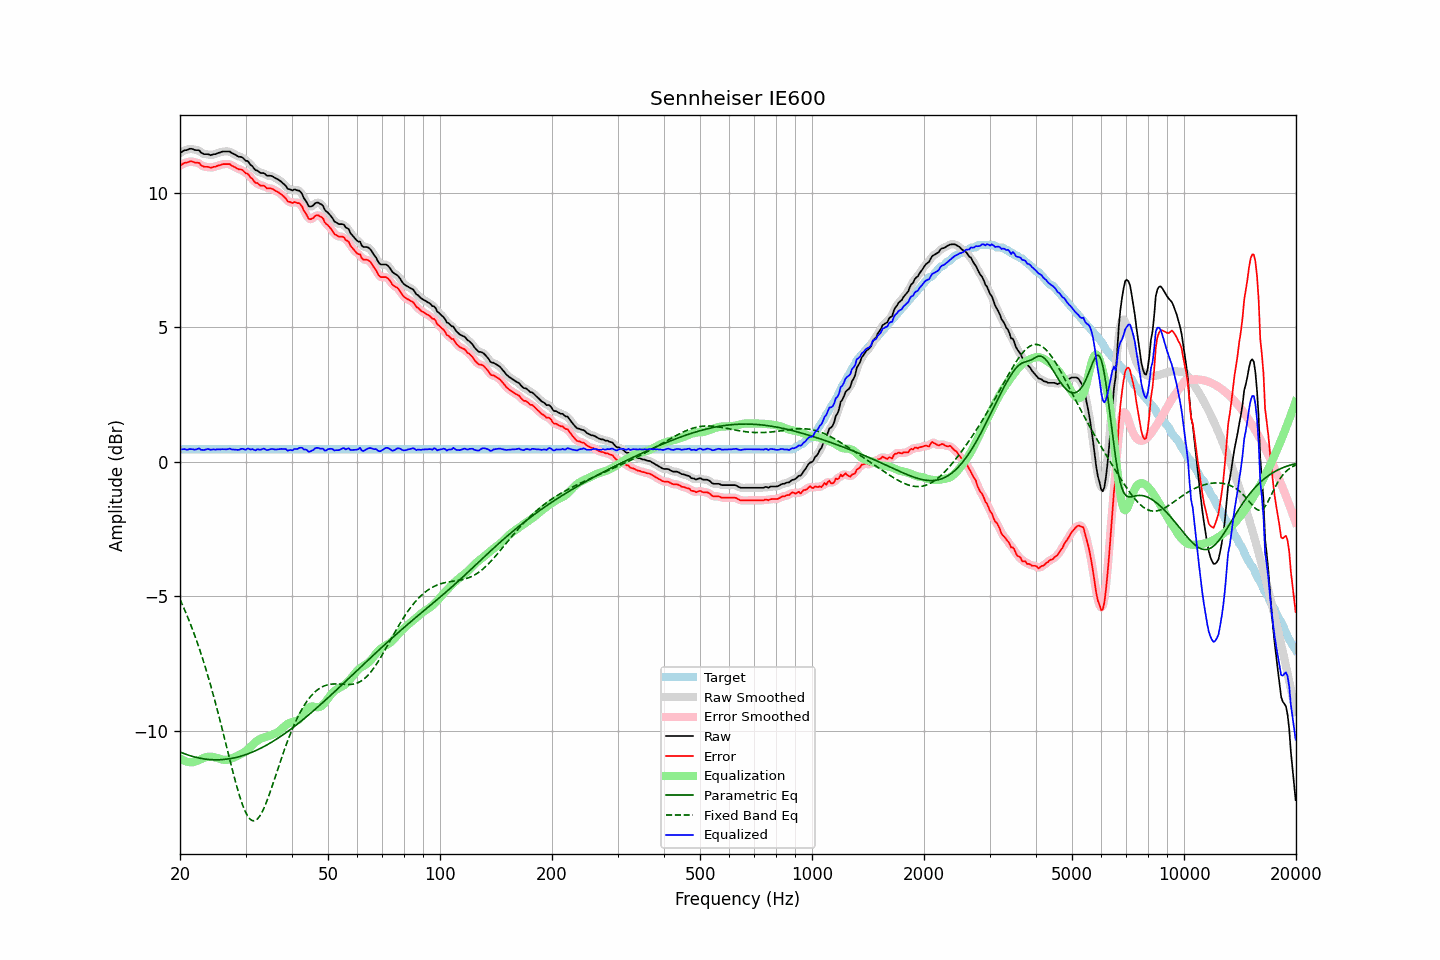 Sennheiser IE600
Amplitude (dBr)
10
5
0
−5
−10
Target
Raw Smoothed
Error Smoothed
Raw
Error
Equalization
Parametric Eq
Fixed Band Eq
Equalized
20 50 100 200 500 1000 2000 5000 10000 20000
Frequency (Hz)